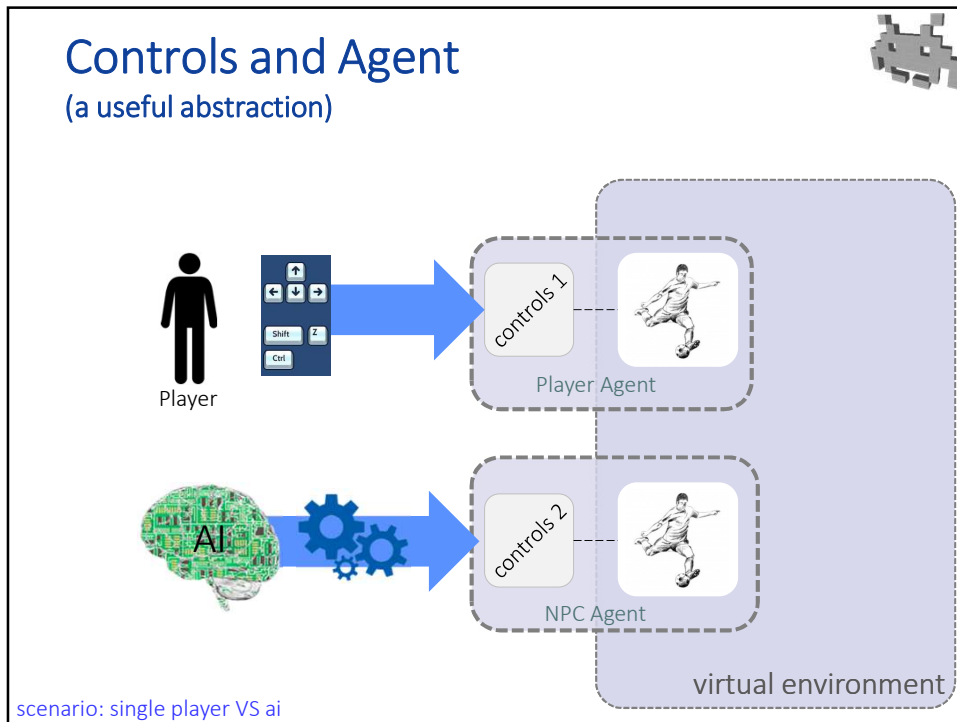 Controls and Agent
(a useful abstraction)
↑
← ↓ →
Shift Z
Ctrl
Player
controls 1
Player Agent
AI
controls 2
NPC Agent
virtual environment
scenario: single player VS ai